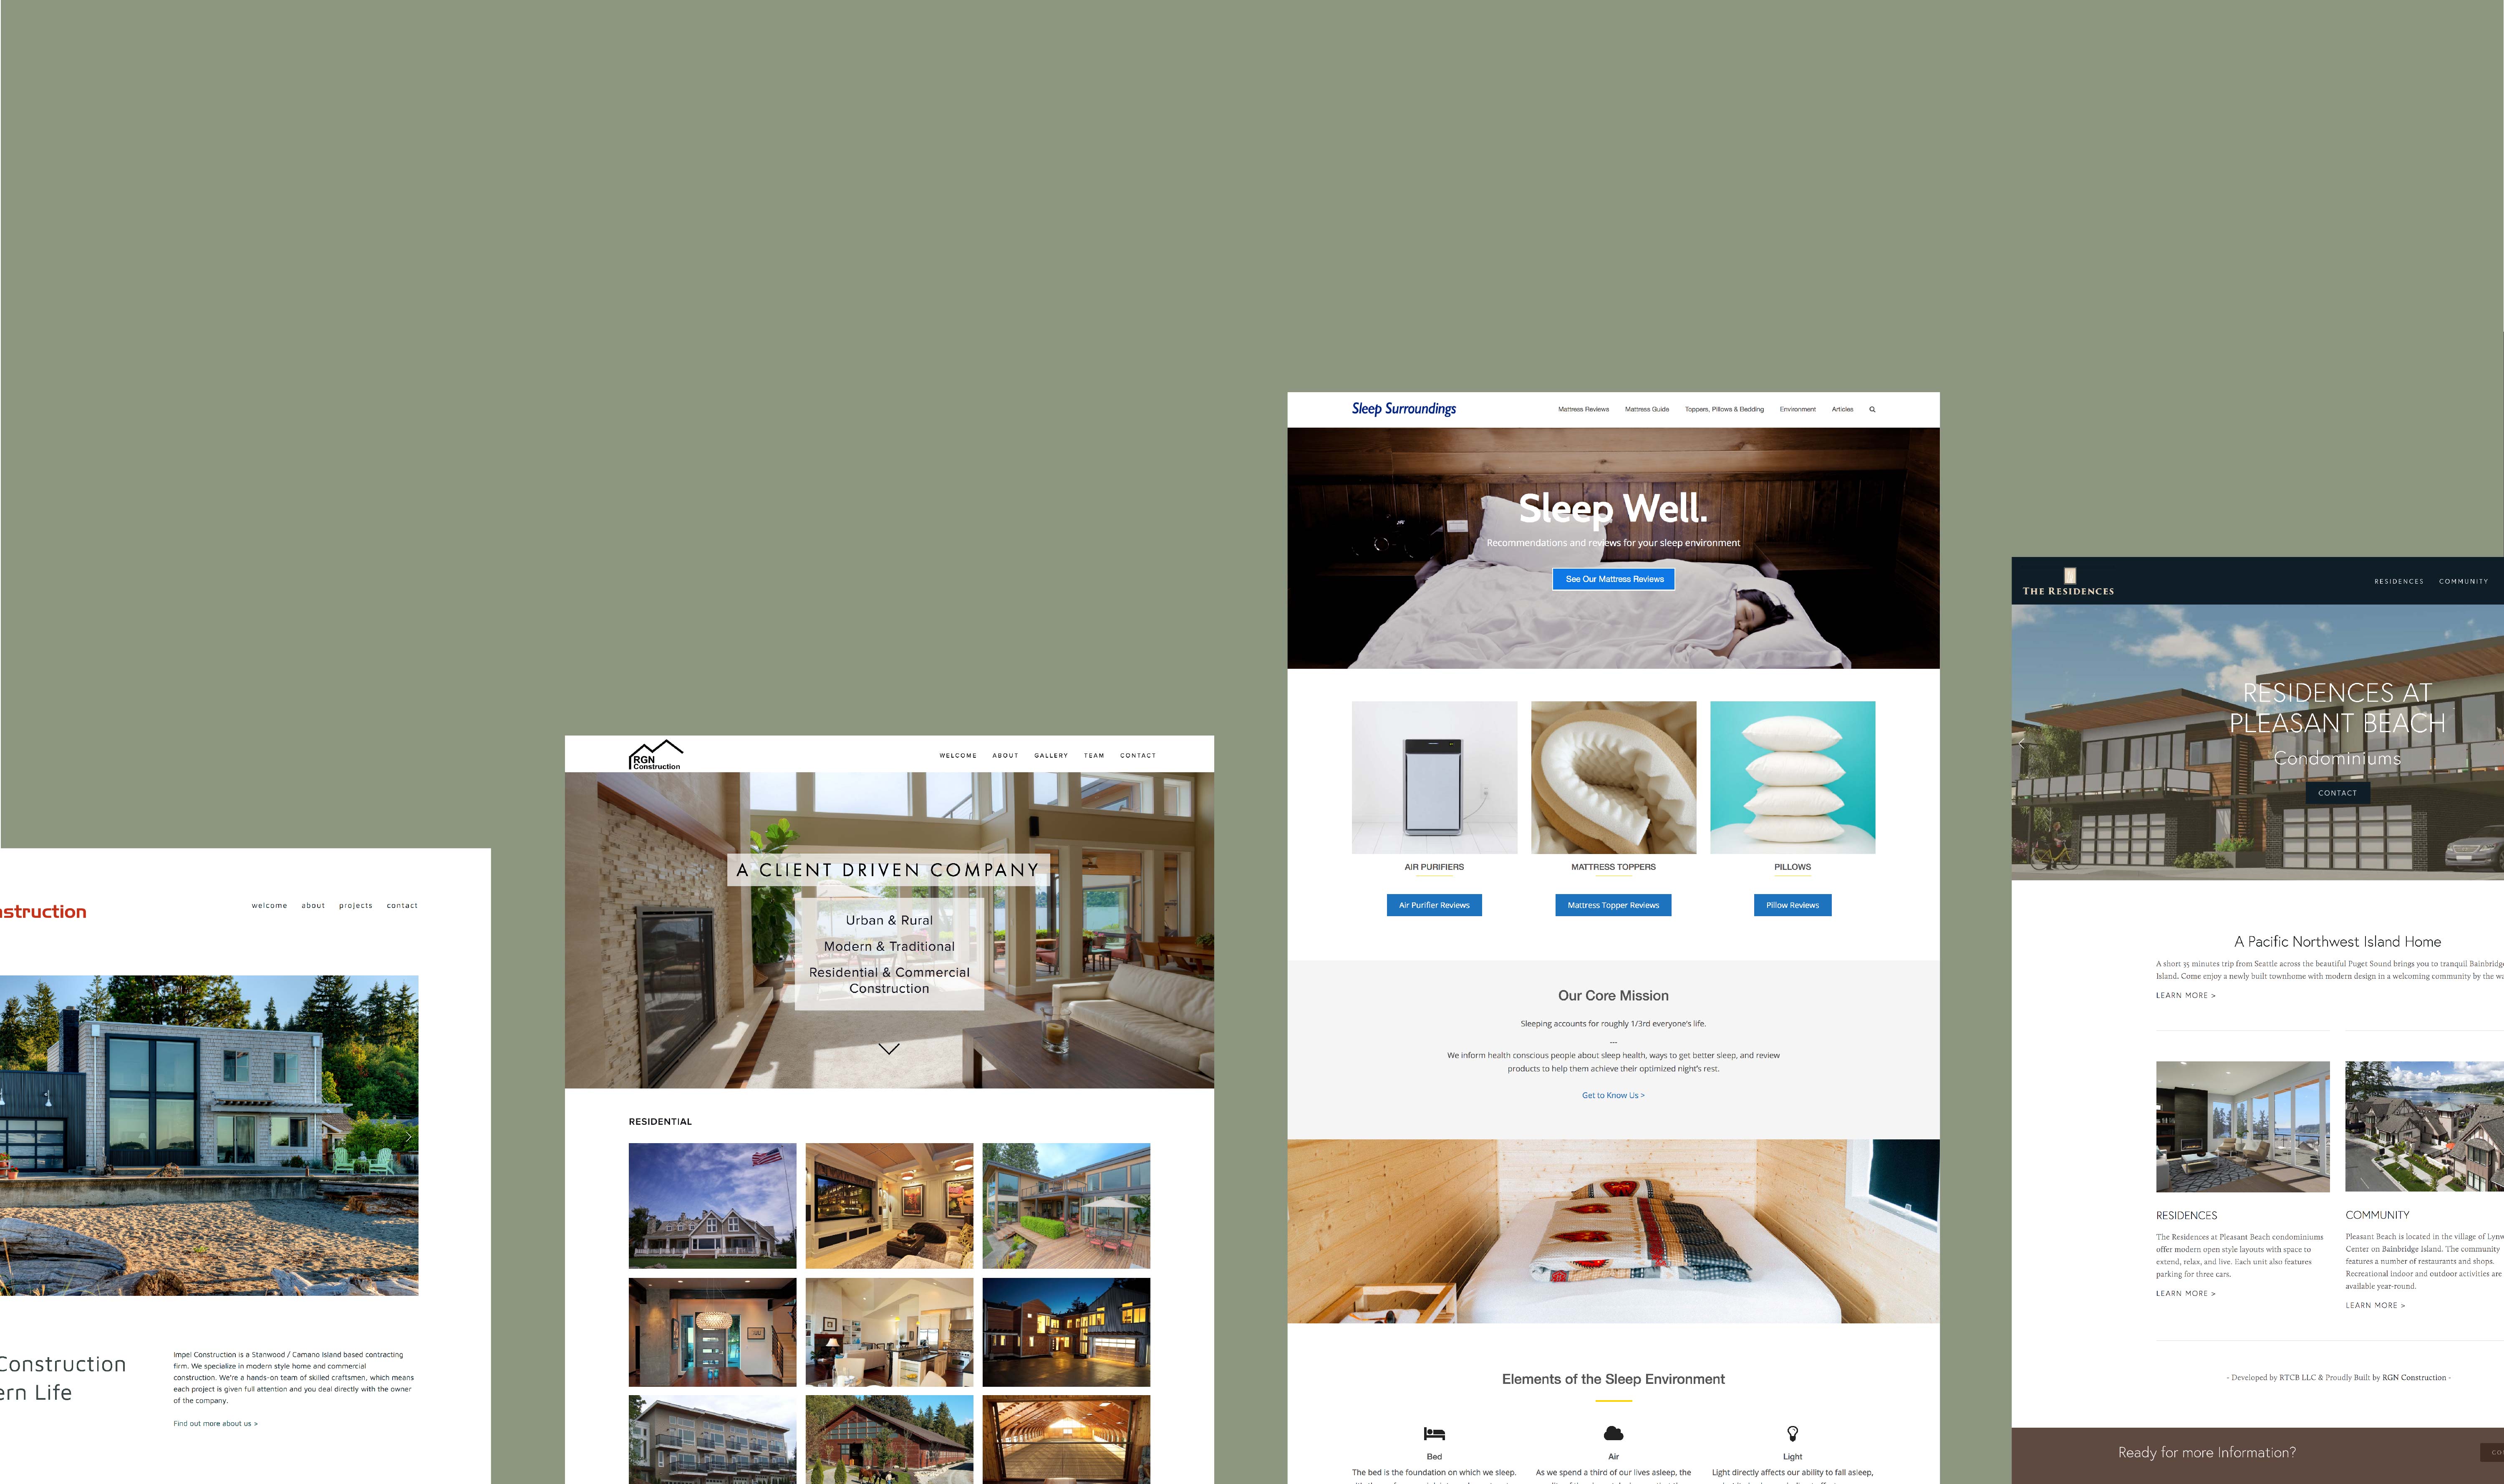 struction
welcome about projects contact
Construction
ern Life
Impel Construction is a Stanwood / Camano Island based contracting
firm. We specialize in modern style home and commercial
construction. We're a hands-on team of skilled craftsmen, which means
each project is given full attention and you deal directly with the owner
of the company.
Find out more about us >
RGN
Construction
WELCOME ABOUT GALLERY TEAM CONTACT
A CLIENT DRIVEN COMPANY
Urban & Rural
Modern & Traditional
Residential & Commercial
Construction
RESIDENTIAL
Sleep Surroundings
Mattress Reviews Mattress Guide Toppers, Pillows & Bedding Environment Articles
Sleep Well.
Recommendations and reviews for your sleep environment
See Our Mattress Reviews
AIR PURIFIERS MATTRESS TOPPERS PILLOWS
Air Purifier Reviews Mattress Topper Reviews Pillow Reviews
Our Core Mission
Sleeping accounts for roughly 1/3rd everyone's life.
---
We inform health conscious people about sleep health, ways to get better sleep, and review
products to help them achieve their optimized night's rest.
Get to Know Us >
Elements of the Sleep Environment
Bed Air Light
The bed is the foundation on which we sleep. As we spend a third of our lives asleep, the Light directly affects our ability to fall asleep,
THE RESIDENCES
RESIDENCES COMMUNITY
RESIDENCES AT
PLEASANT BEACH
Condominiums
CONTACT
A Pacific Northwest Island Home
A short 35 minutes trip from Seattle across the beautiful Puget Sound brings you to tranquil Bainbridge
Island. Come enjoy a newly built townhome with modern design in a welcoming community by the wa
LEARN MORE >
RESIDENCES
The Residences at Pleasant Beach condominiums
offer modern open style layouts with space to
extend, relax, and live. Each unit also features
parking for three cars.
LEARN MORE >
COMMUNITY
Pleasant Beach is located in the village of Lynw
Center on Bainbridge Island. The community
features a number of restaurants and shops.
Recreational indoor and outdoor activities are
available year-round.
LEARN MORE >
- Developed by RTCB LLC & Proudly Built by RGN Construction -
Ready for more Information?